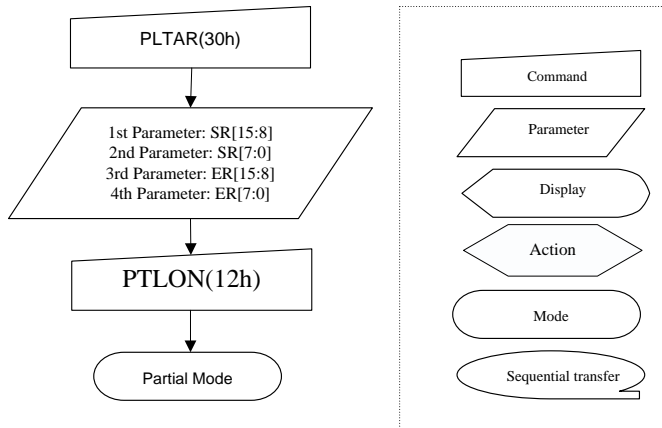 PLTAR(30h)
1st Parameter: SR[15:8]
2nd Parameter: SR[7:0]
3rd Parameter: ER[15:8]
4th Parameter: ER[7:0]
PTLON(12h)
Partial Mode
Command
Parameter
Display
Action
Mode
Sequential transfer